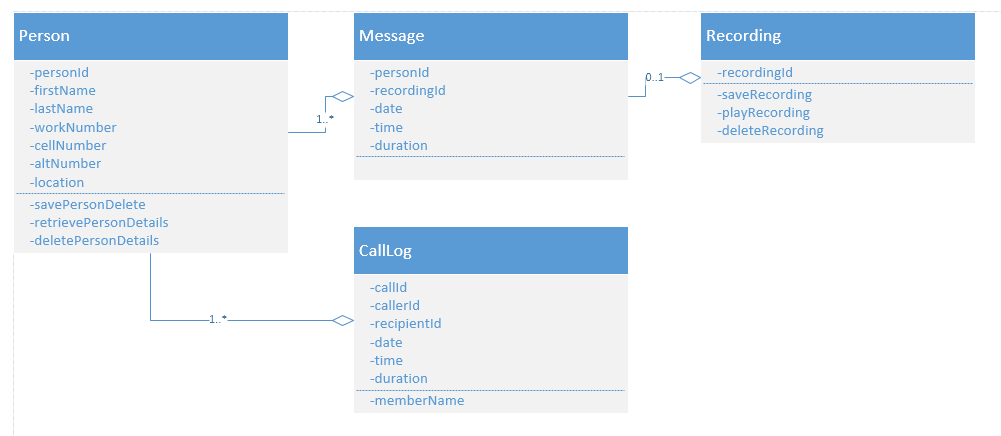 Person
-personId
-firstName
-lastName
-workNumber
-cellNumber
-altNumber
-location
-savePersonDelete
-retrievePersonDetails
-deletePersonDetails
1..*
Message
-personId
-recordingId
-date
-time
-duration
0..1
Recording
-recordingId
-saveRecording
-playRecording
-deleteRecording
1..*
CallLog
-callId
-callerId
-recipientId
-date
-time
-duration
-memberName